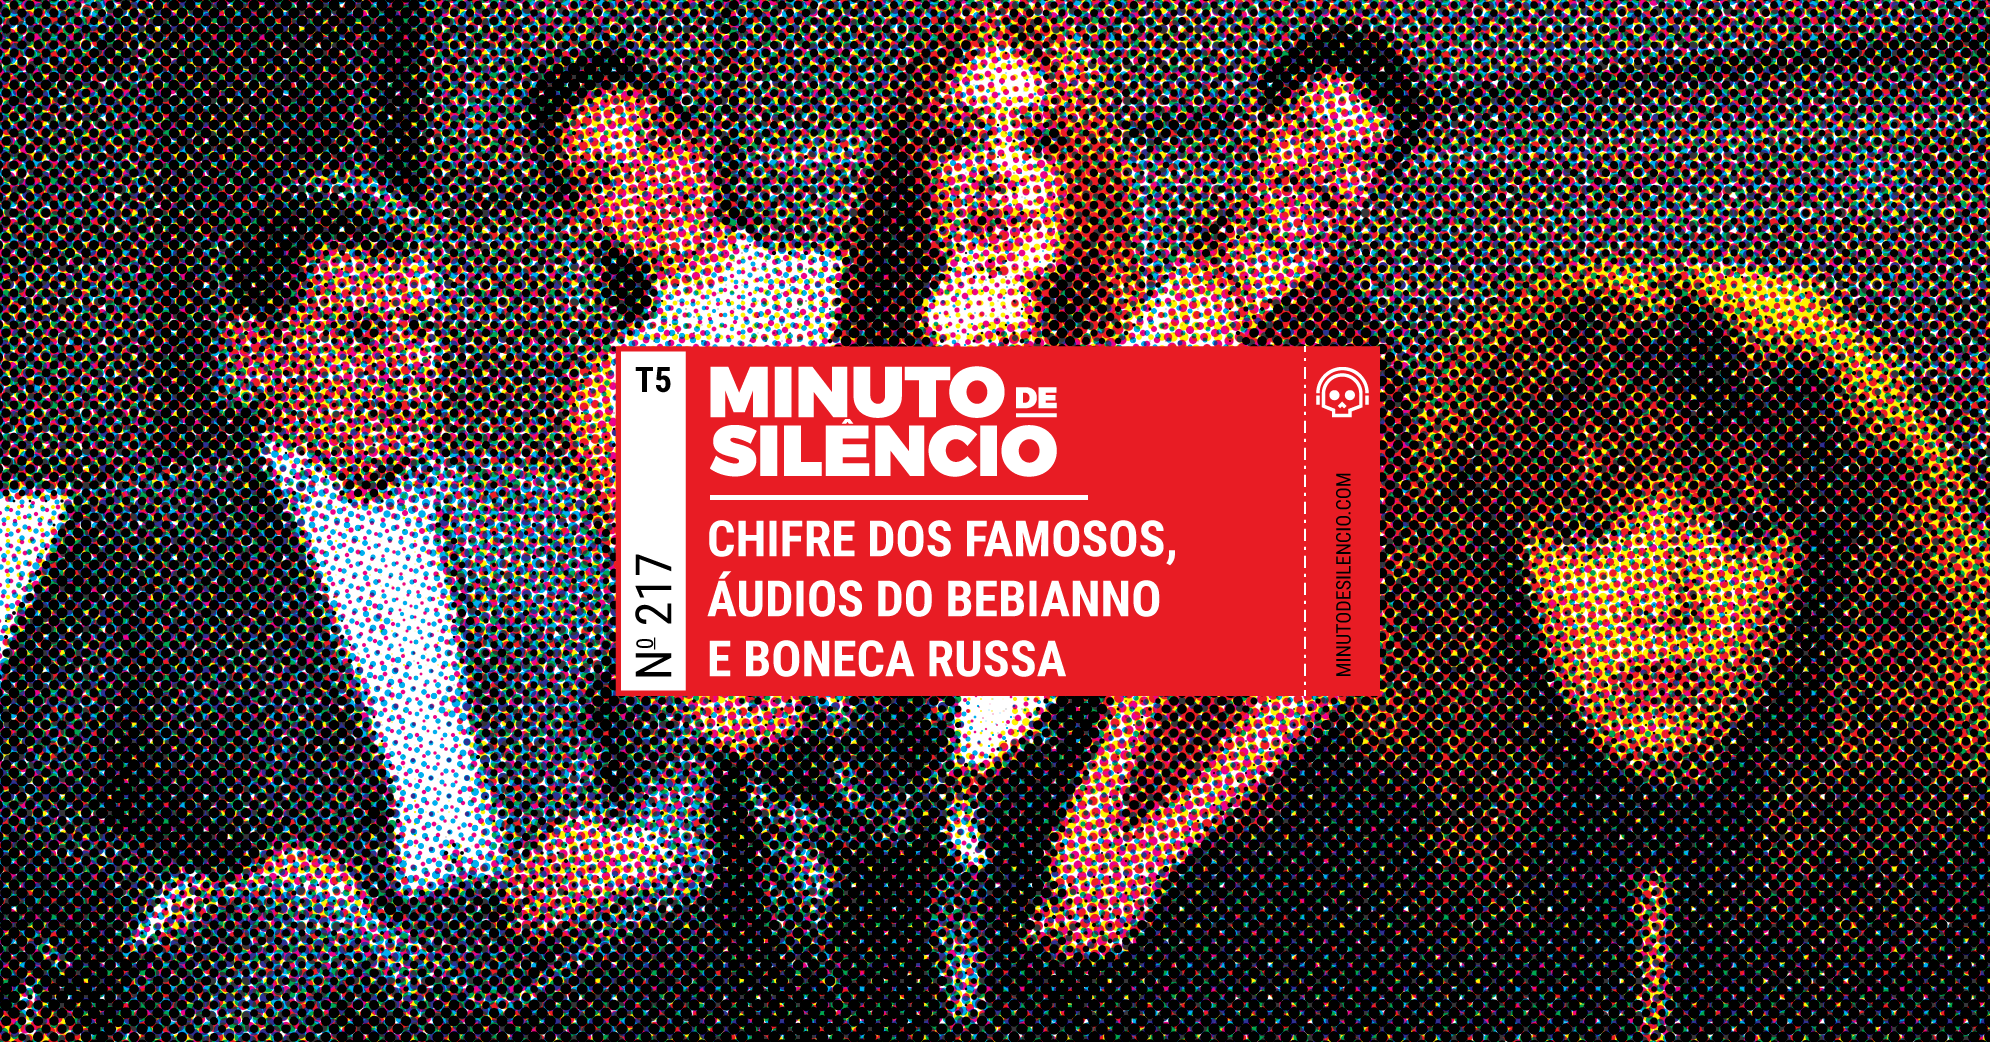 T5
Nº 217
MINUTO DE
SILÊNCIO
CHIFRE DOS FAMOSOS,
ÁUDIOS DO BEBIANNO
E BONECA RUSSA
MINUTODESILENCIO.COM